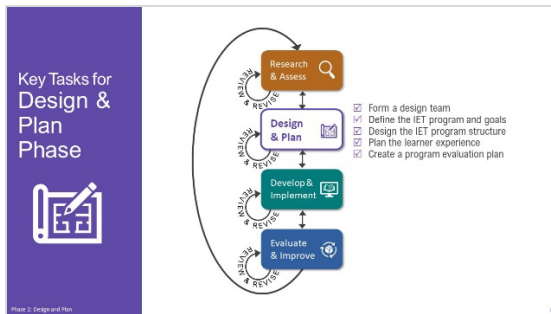 Key Tasks for
Design &
Plan
Phase
Phase 2: Design and Plan
Research
& Assess
REVIEW & REVISE
Design
& Plan
REVIEW & REVISE
Develop &
Implement
REVIEW & REVISE
Evaluate
& Improve
REVIEW & REVISE
Form a design team
Define the IET program and goals
Design the IET program structure
Plan the learner experience
Create a program evaluation plan